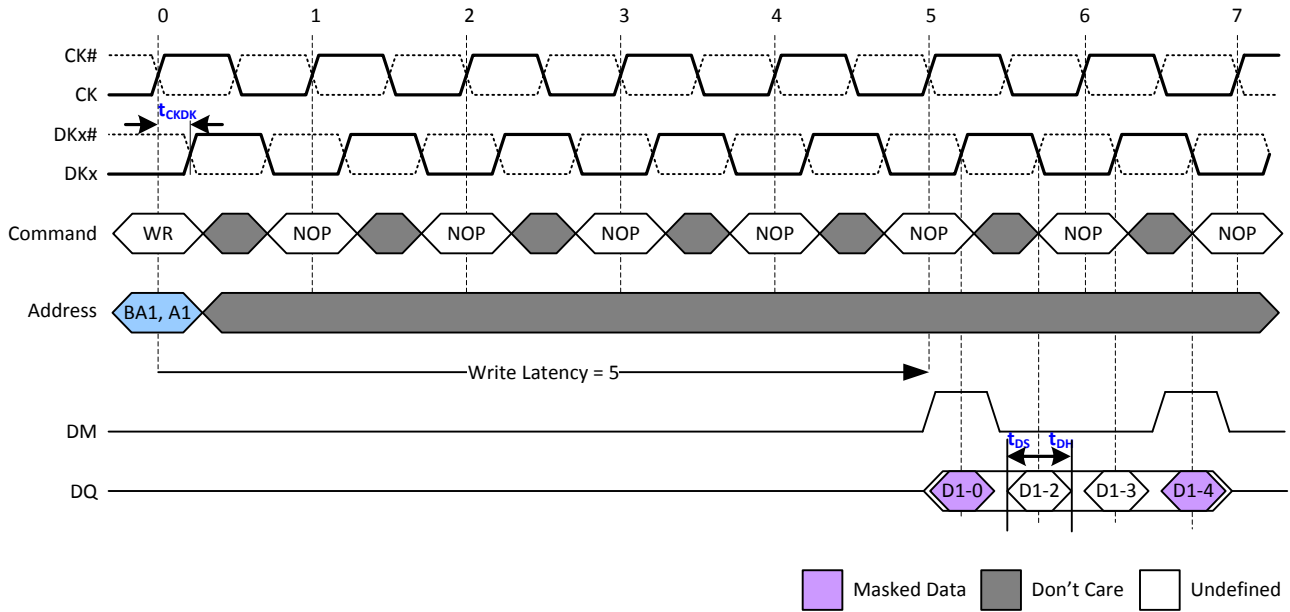 0 1 2 3 4 5 6 7
CK#
CK
tCKDK
DKx#
DKx
Command WR NOP NOP NOP NOP NOP NOP NOP
Address BA1, A1
Write Latency = 5
DM
tDS tDH
DQ D1-0 D1-2 D1-3 D1-4
Masked Data Don't Care Undefined